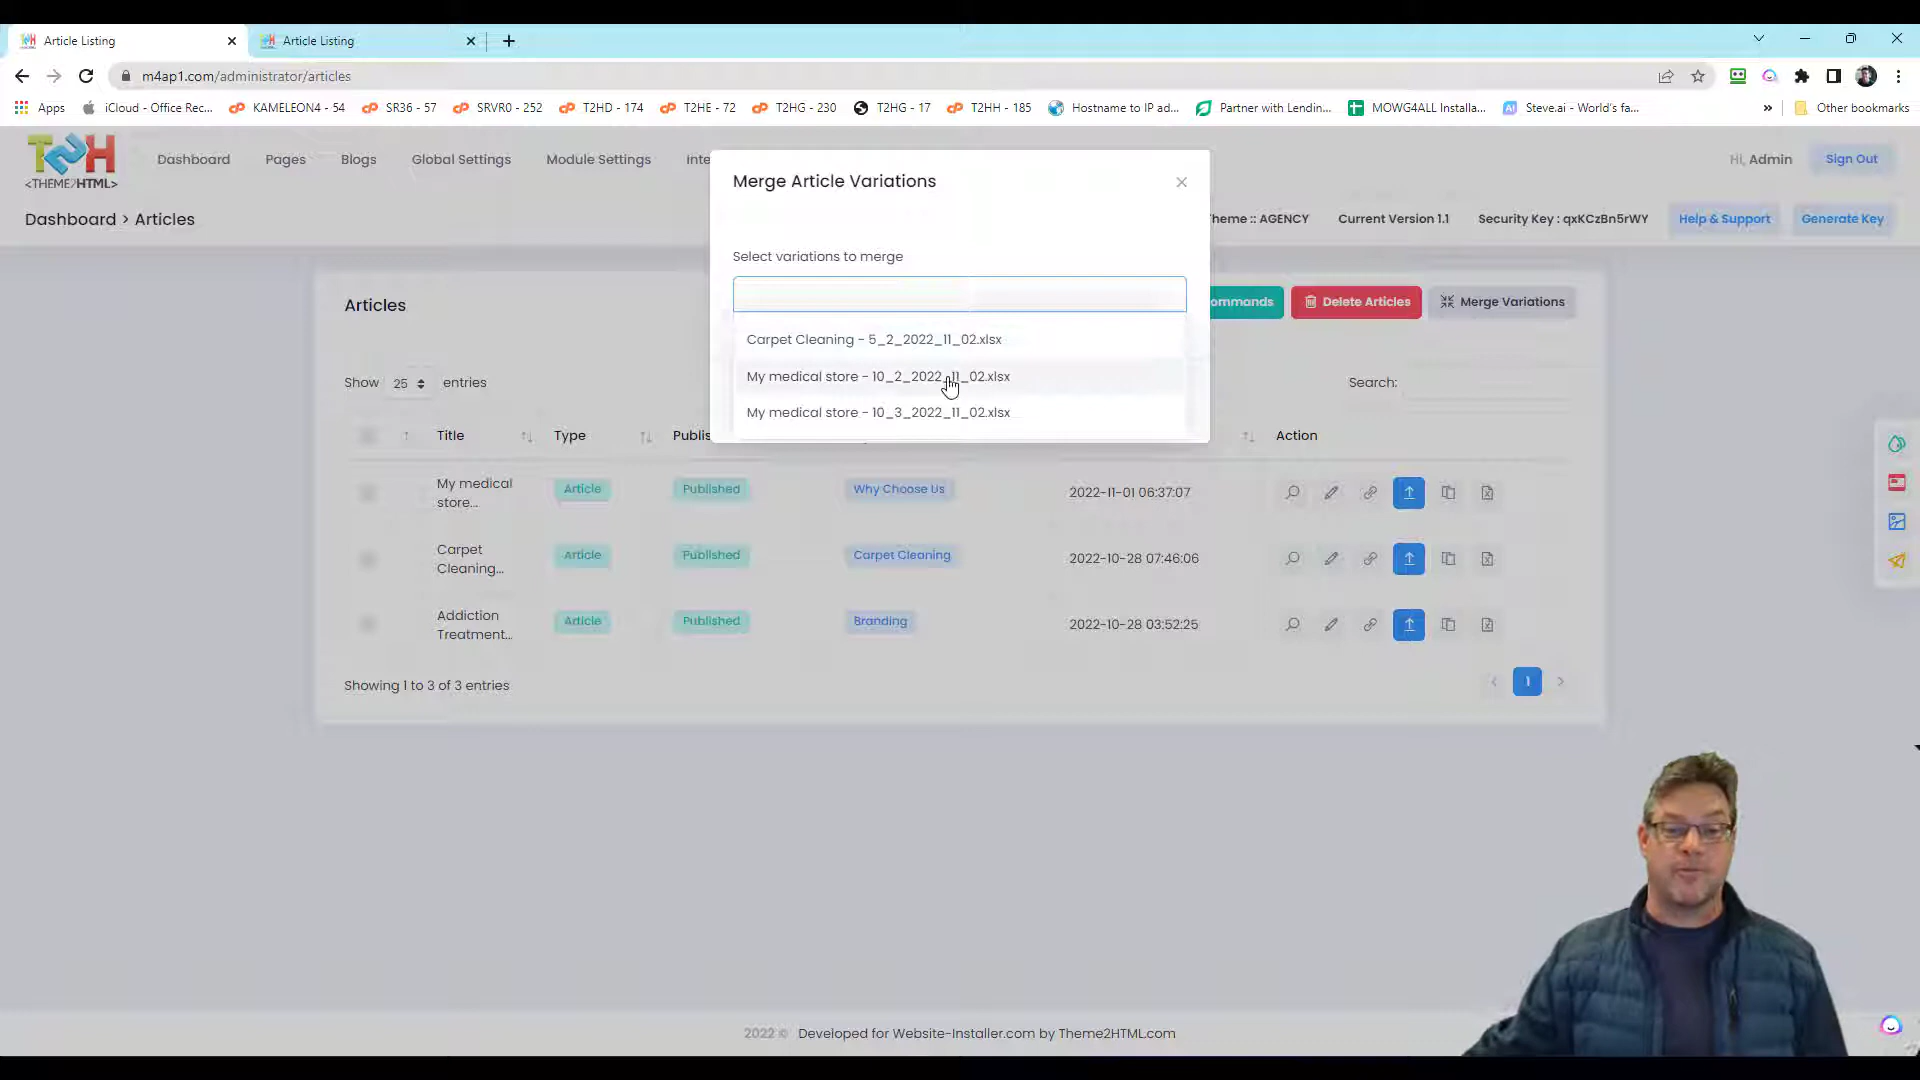 Article Listing
Article Listing
m4ap1.com/administrator/articles
Apps
iCloud - Office Rec...
KAMELEON4 - 54
SR36 - 57
SRVR0 - 252
T2HD - 174
T2HE - 72
T2HG - 230
T2HG - 17
T2HH - 185
Hostname to IP ad...
Partner with Lendin...
MOWG4ALL Installa...
Steve.ai - World's fa...
»
Other bookmarks
T2H
<THEME2HTML>
Dashboard
Pages
Blogs
Global Settings
Module Settings
Inte
Hi, Admin
Sign Out
Dashboard > Articles
Theme :: AGENCY
Current Version 1.1
Security Key : qxKCzBn5rWY
Help & Support
Generate Key
Merge Article Variations
Select variations to merge
Carpet Cleaning - 5_2_2022_11_02.xlsx
My medical store - 10_2_2022_11_02.xlsx
My medical store - 10_3_2022_11_02.xlsx
Articles
ommands
Delete Articles
Merge Variations
Show 25 entries
Search:
Title
Type
Publis
Action
My medical
store...
Article
Published
Why Choose Us
2022-11-01 06:37:07
Carpet
Cleaning...
Article
Published
Carpet Cleaning
2022-10-28 07:46:06
Addiction
Treatment...
Article
Published
Branding
2022-10-28 03:52:25
Showing 1 to 3 of 3 entries
1
2022 © Developed for Website-Installer.com by Theme2HTML.com